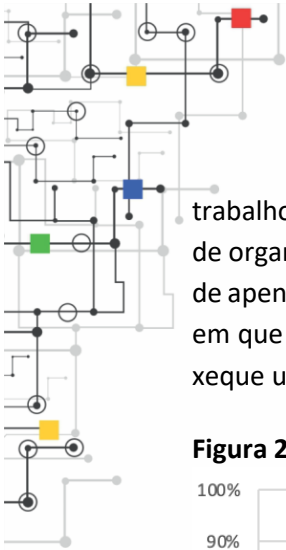 trabalho
de organ
de apen
em que
xeque u
Figura 2
100%
90%